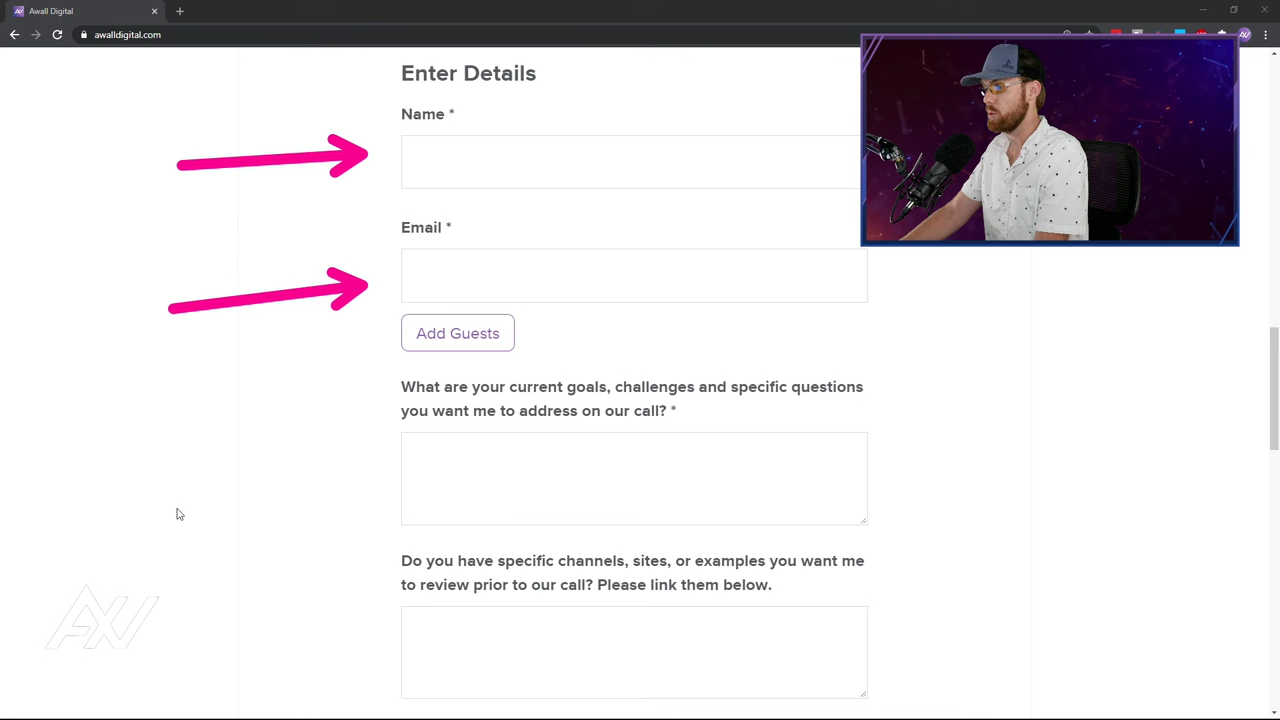 Awall Digital
awalldigital.com
Enter Details
Name *
Email *
Add Guests
What are your current goals, challenges and specific questions
you want me to address on our call? *
Do you have specific channels, sites, or examples you want me
to review prior to our call? Please link them below.